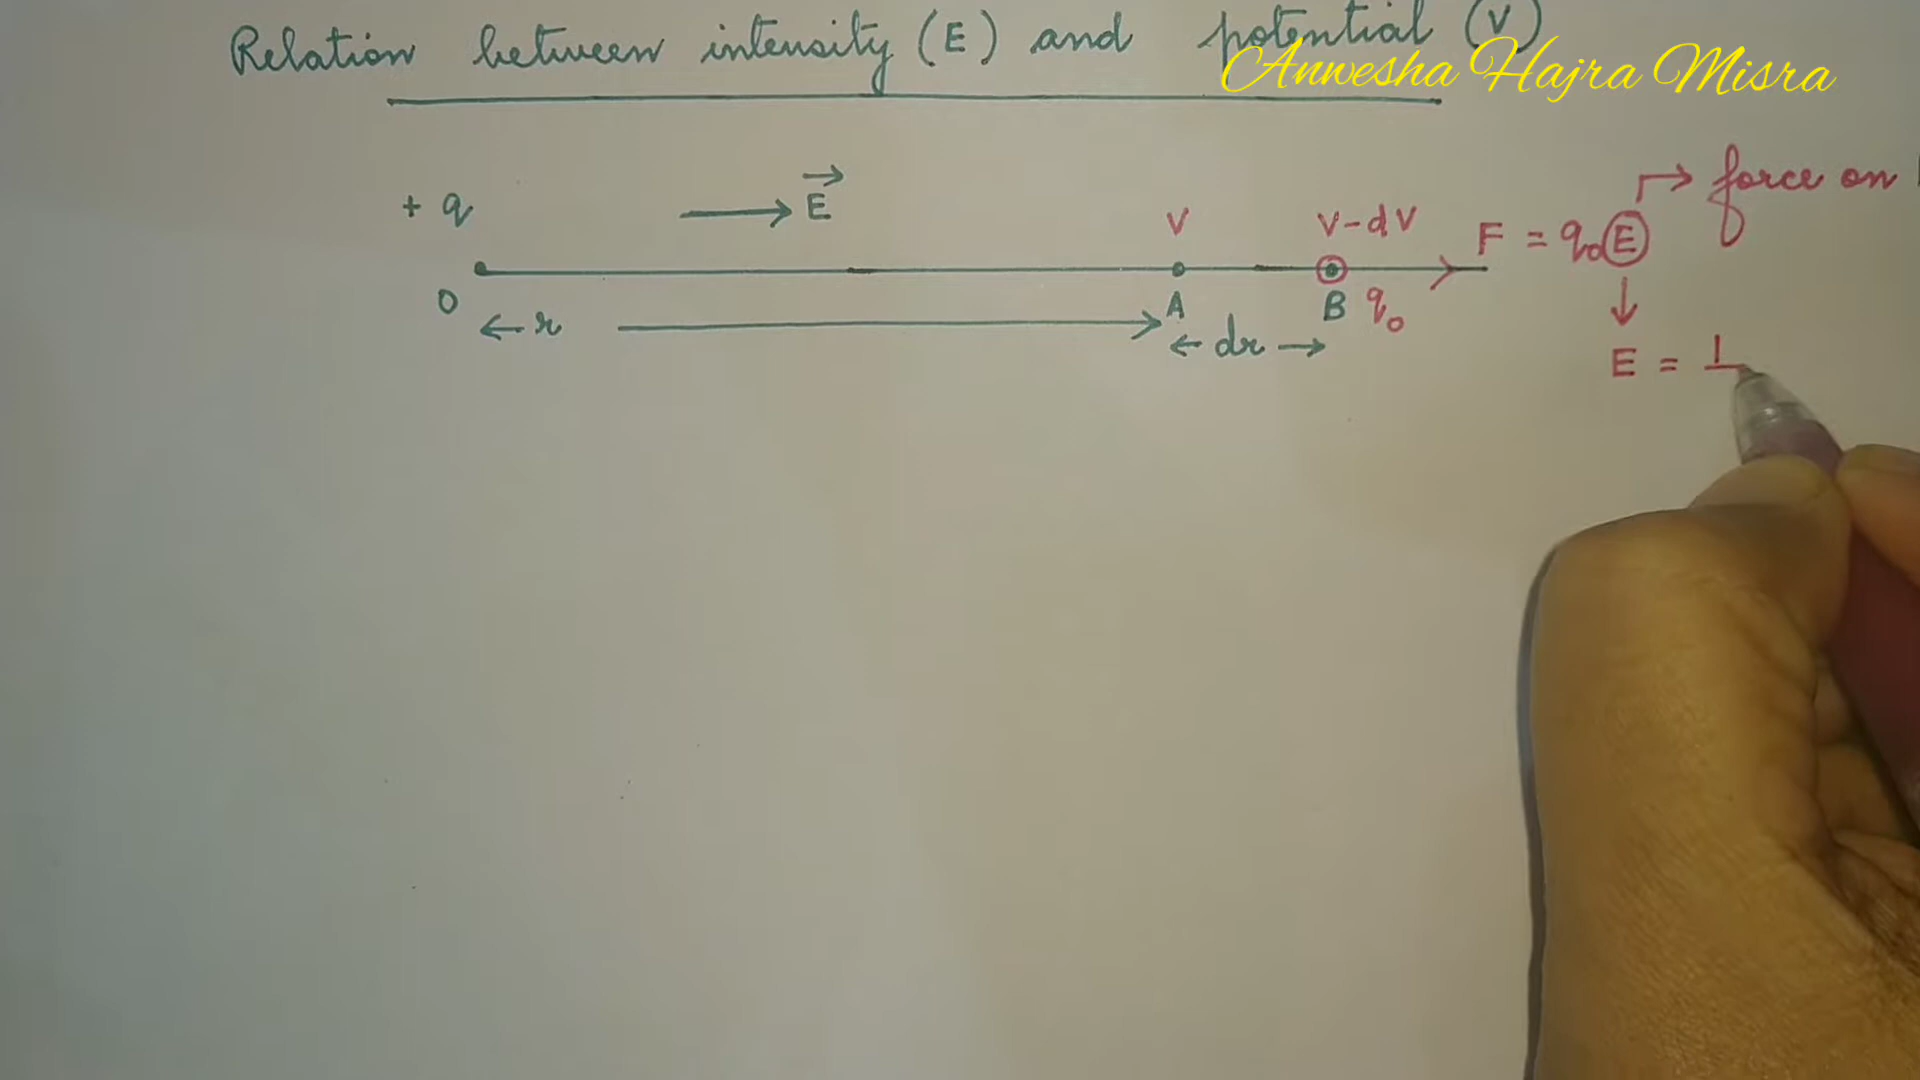 Relation between intensity (E) and potential (V)
Anwesha Hajra Misra
+ q → E⃗ V V-dV F = q₀E → force on
O A B q₀ ↓
← r → ← dr → E = 1